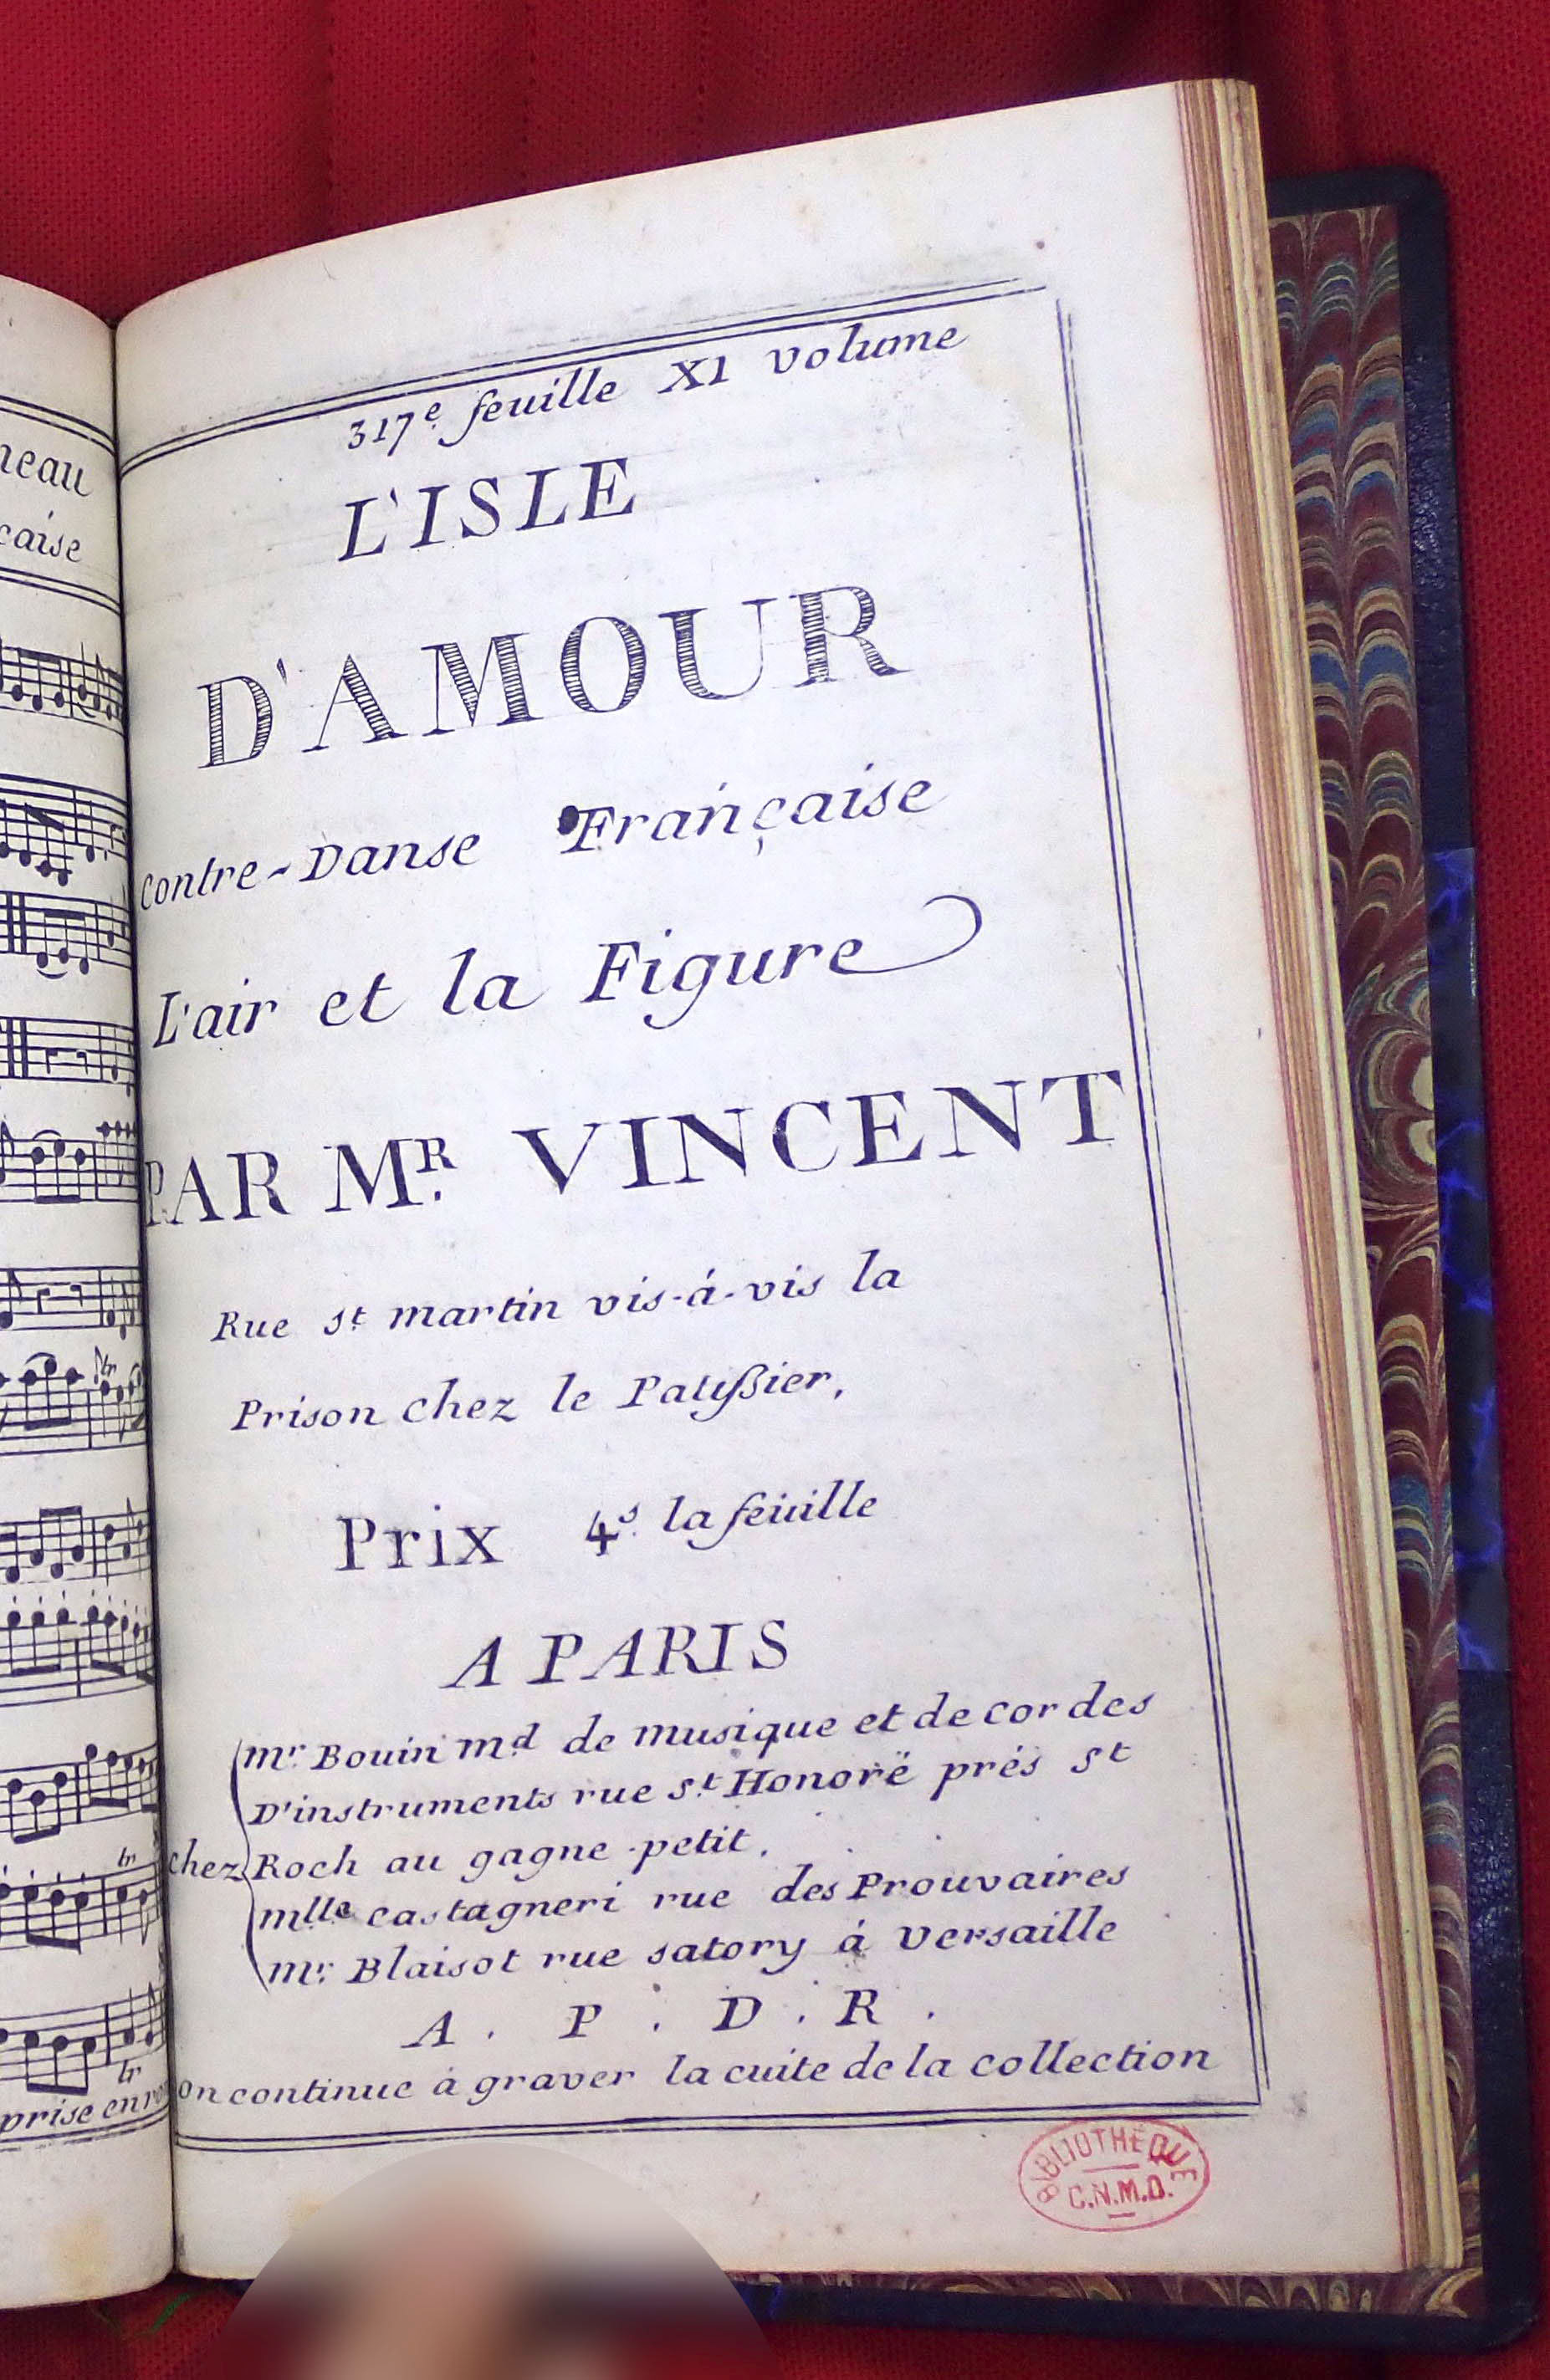 neau
caise
prise en
317e feuille XI volume
L'ISLE
D'AMOUR
Contre-Danse Française
L'air et la Figure
PAR MR. VINCENT
Rue st martin vis-á-vis la
Prison chez le Patißier,
Prix 4s. la feüille
A PARIS
mr. Bouin md de musique et de cordes
D'instruments rue st Honorë prés st
chez Roch au gagne-petit.
mlle castagneri rue des Prouvaires
mr. Blaisot rue satory á versaille
A . P . D . R .
on continue á graver la cuite de la collection
BIBLIOTHEQUE
C.N.M.D.